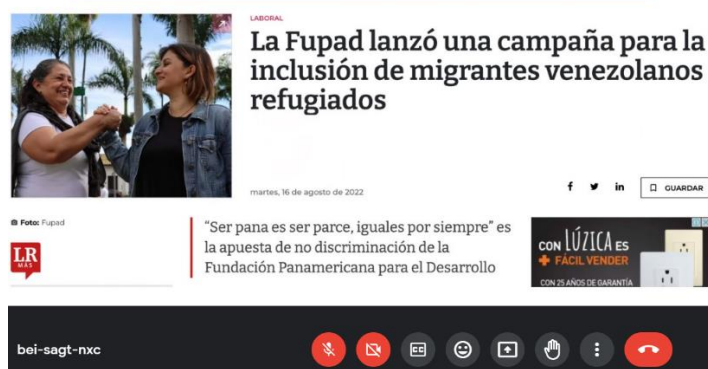 LABORAL
La Fupad lanzó una campaña para la
inclusión de migrantes venezolanos
refugiados
martes, 16 de agosto de 2022
f
in
GUARDAR
Foto: Fupad
LR
MÁS
“Ser pana es ser parce, iguales por siempre” es
la apuesta de no discriminación de la
Fundación Panamericana para el Desarrollo
CON LÚZICA ES
+ FÁCIL VENDER
CON 25 AÑOS DE GARANTÍA
bei-sagt-nxc
CC